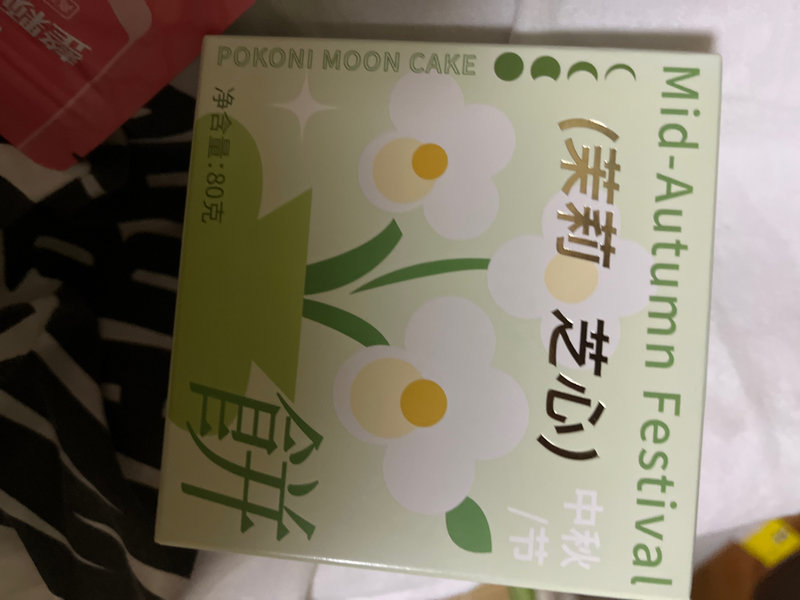 Mid-Autumn Festival
POKONI MOON CAKE
(茉莉 芝心)
中秋
/节
净含量:80克
餅